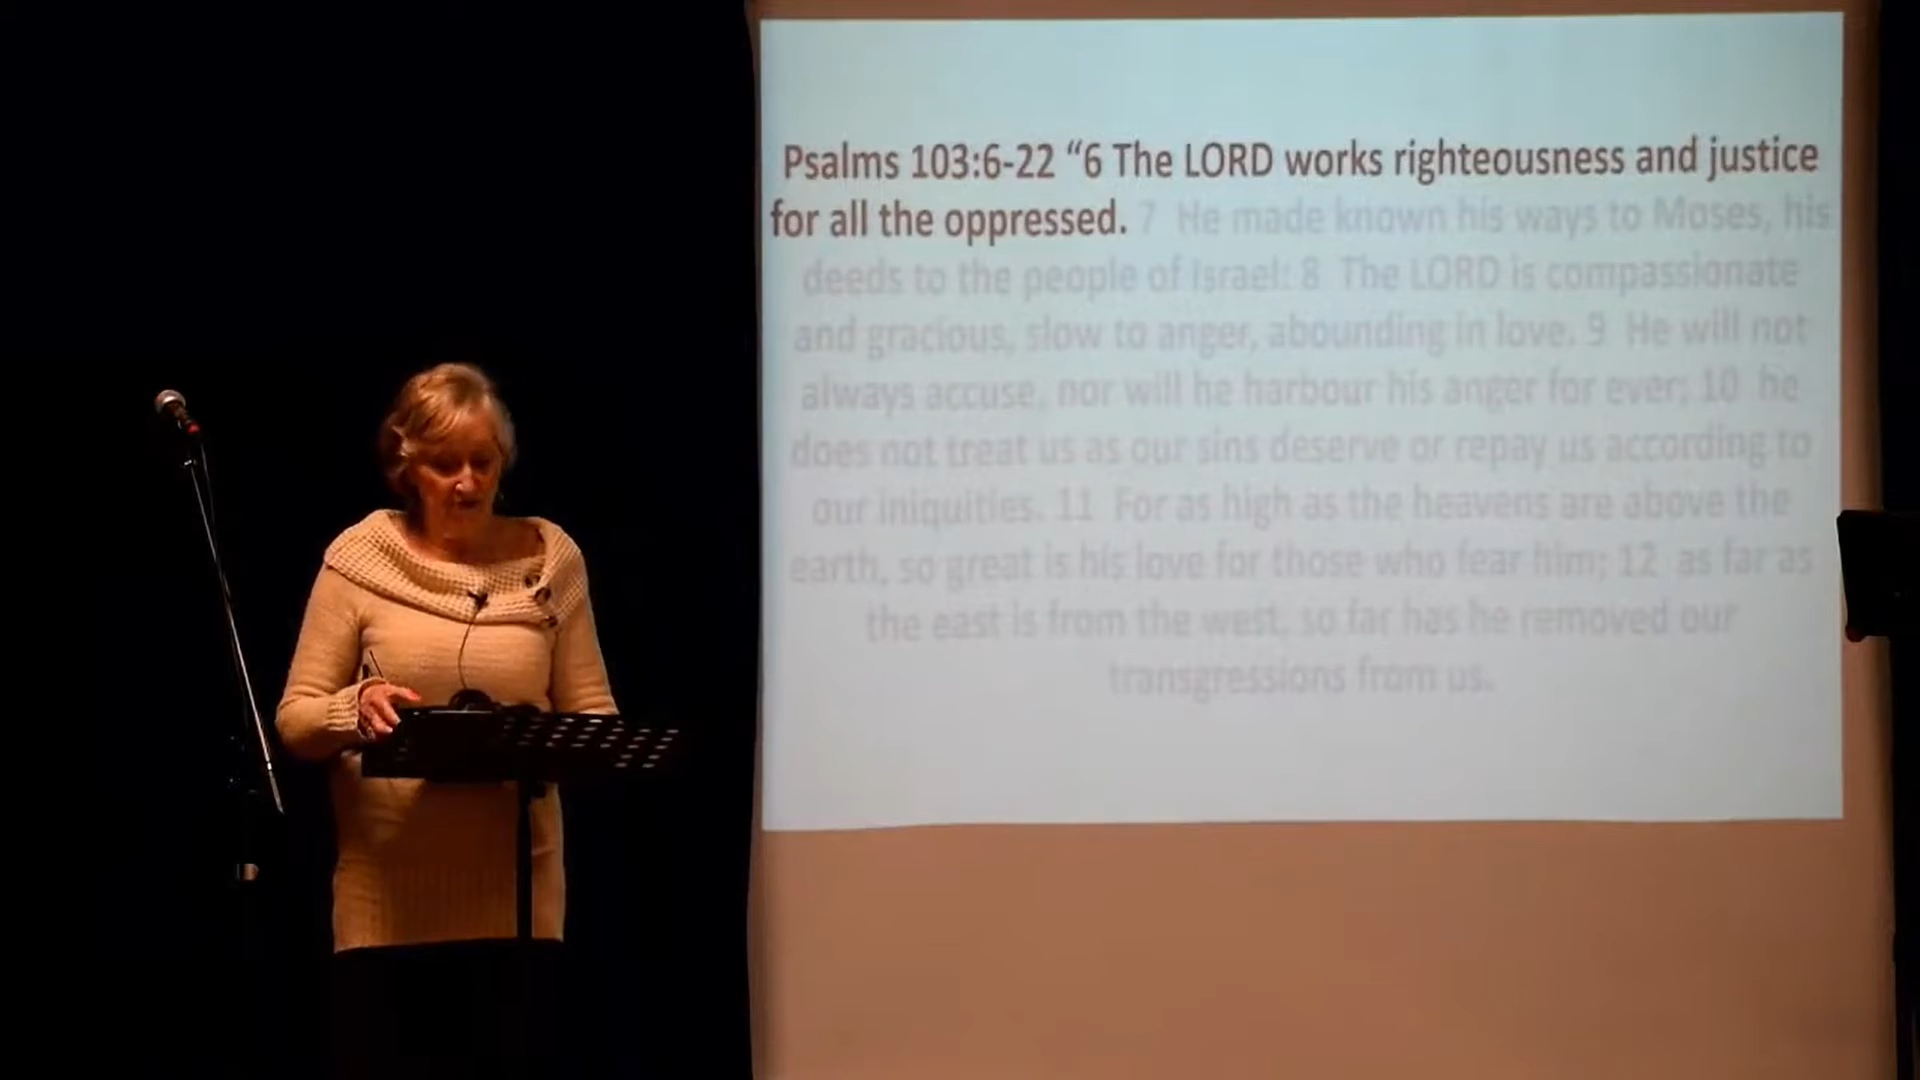 Psalms 103:6-22 “6 The LORD works righteousness and justice
for all the oppressed. 7 He made known his ways to Moses, his
deeds to the people of Israel: 8 The LORD is compassionate
and gracious, slow to anger, abounding in love. 9 He will not
always accuse, nor will he harbour his anger for ever; 10 he
does not treat us as our sins deserve or repay us according to
our iniquities. 11 For as high as the heavens are above the
earth, so great is his love for those who fear him; 12 as far as
the east is from the west, so far has he removed our
transgressions from us.